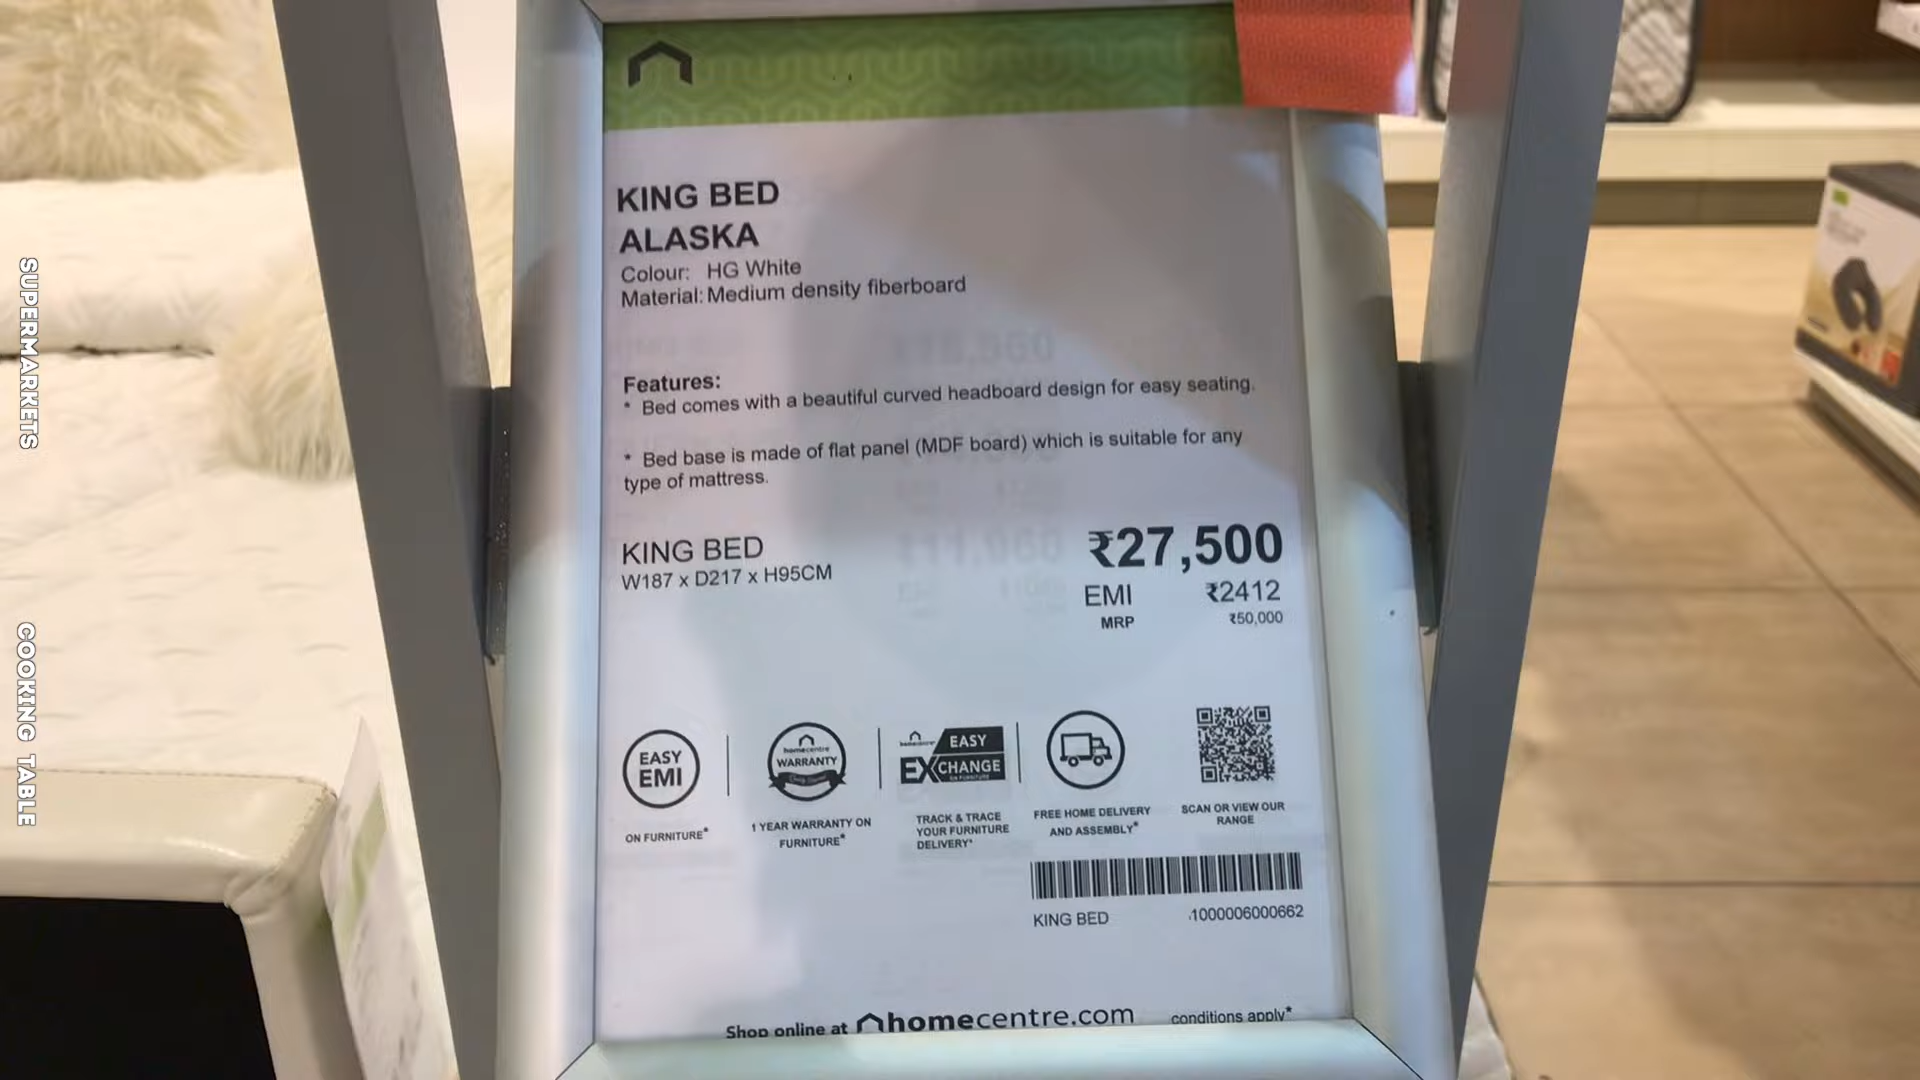 KING BED
ALASKA
Colour: HG White
Material: Medium density fiberboard
Features:
* Bed comes with a beautiful curved headboard design for easy seating.
* Bed base is made of flat panel (MDF board) which is suitable for any
type of mattress.
KING BED
W187 x D217 x H95CM
₹27,500
EMI ₹2412
MRP ₹50,000
EASY
EMI
ON FURNITURE*
homecentre
WARRANTY
1 YEAR WARRANTY ON
FURNITURE*
EASY
EXCHANGE
ON FURNITURE
TRACK & TRACE
YOUR FURNITURE
DELIVERY*
FREE HOME DELIVERY
AND ASSEMBLY*
SCAN OR VIEW OUR
RANGE
KING BED 1000006000662
Shop online at homecentre.com conditions apply*
SUPERMARKETS
COOKING TABLE